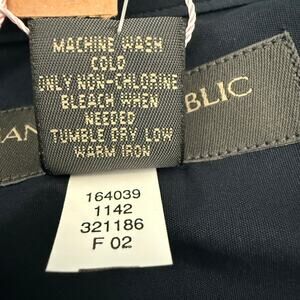 MACHINE WASH
COLD
ONLY NON-CHLORINE
BLEACH WHEN
NEEDED
TUMBLE DRY LOW
WARM IRON
AN
BLIC
164039
1142
321186
F 02